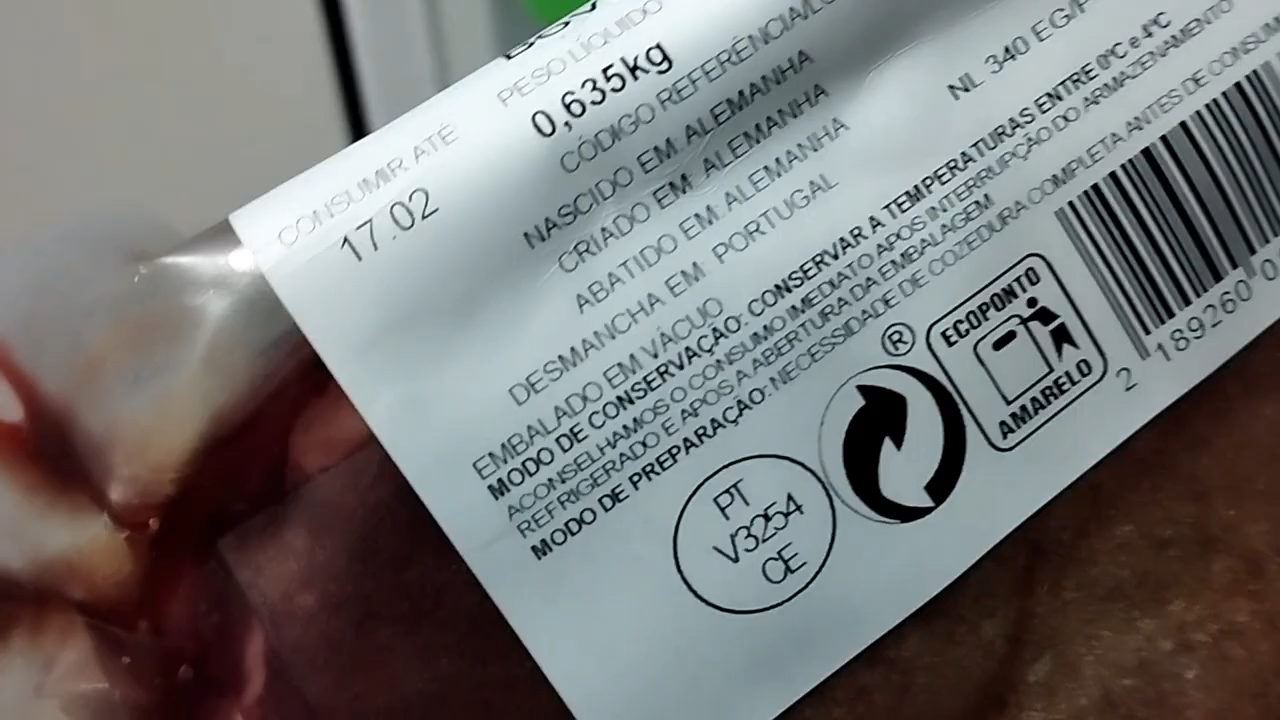 PESO LÍQUIDO
0,635kg
CONSUMIR ATÉ
17.02
CÓDIGO REFERÊNCIA/
NASCIDO EM: ALEMANHA
CRIADO EM: ALEMANHA
ABATIDO EM: ALEMANHA
NL 340 EG/
DESMANCHA EM: PORTUGAL
EMBALADO EM VÁCUO
MODO DE CONSERVAÇÃO: CONSERVAR A TEMPERATURAS ENTRE 0ºC e 4ºC
ACONSELHAMOS O CONSUMO IMEDIATO APOS INTERRUPÇÃO DO ARMAZENAMENTO
REFRIGERADO E APOS A ABERTURA DA EMBALAGEM
MODO DE PREPARAÇÃO: NECESSIDADE DE COZEDURA COMPLETA ANTES DE
PT
V3254
CE
®
ECOPONTO
AMARELO
2 189260